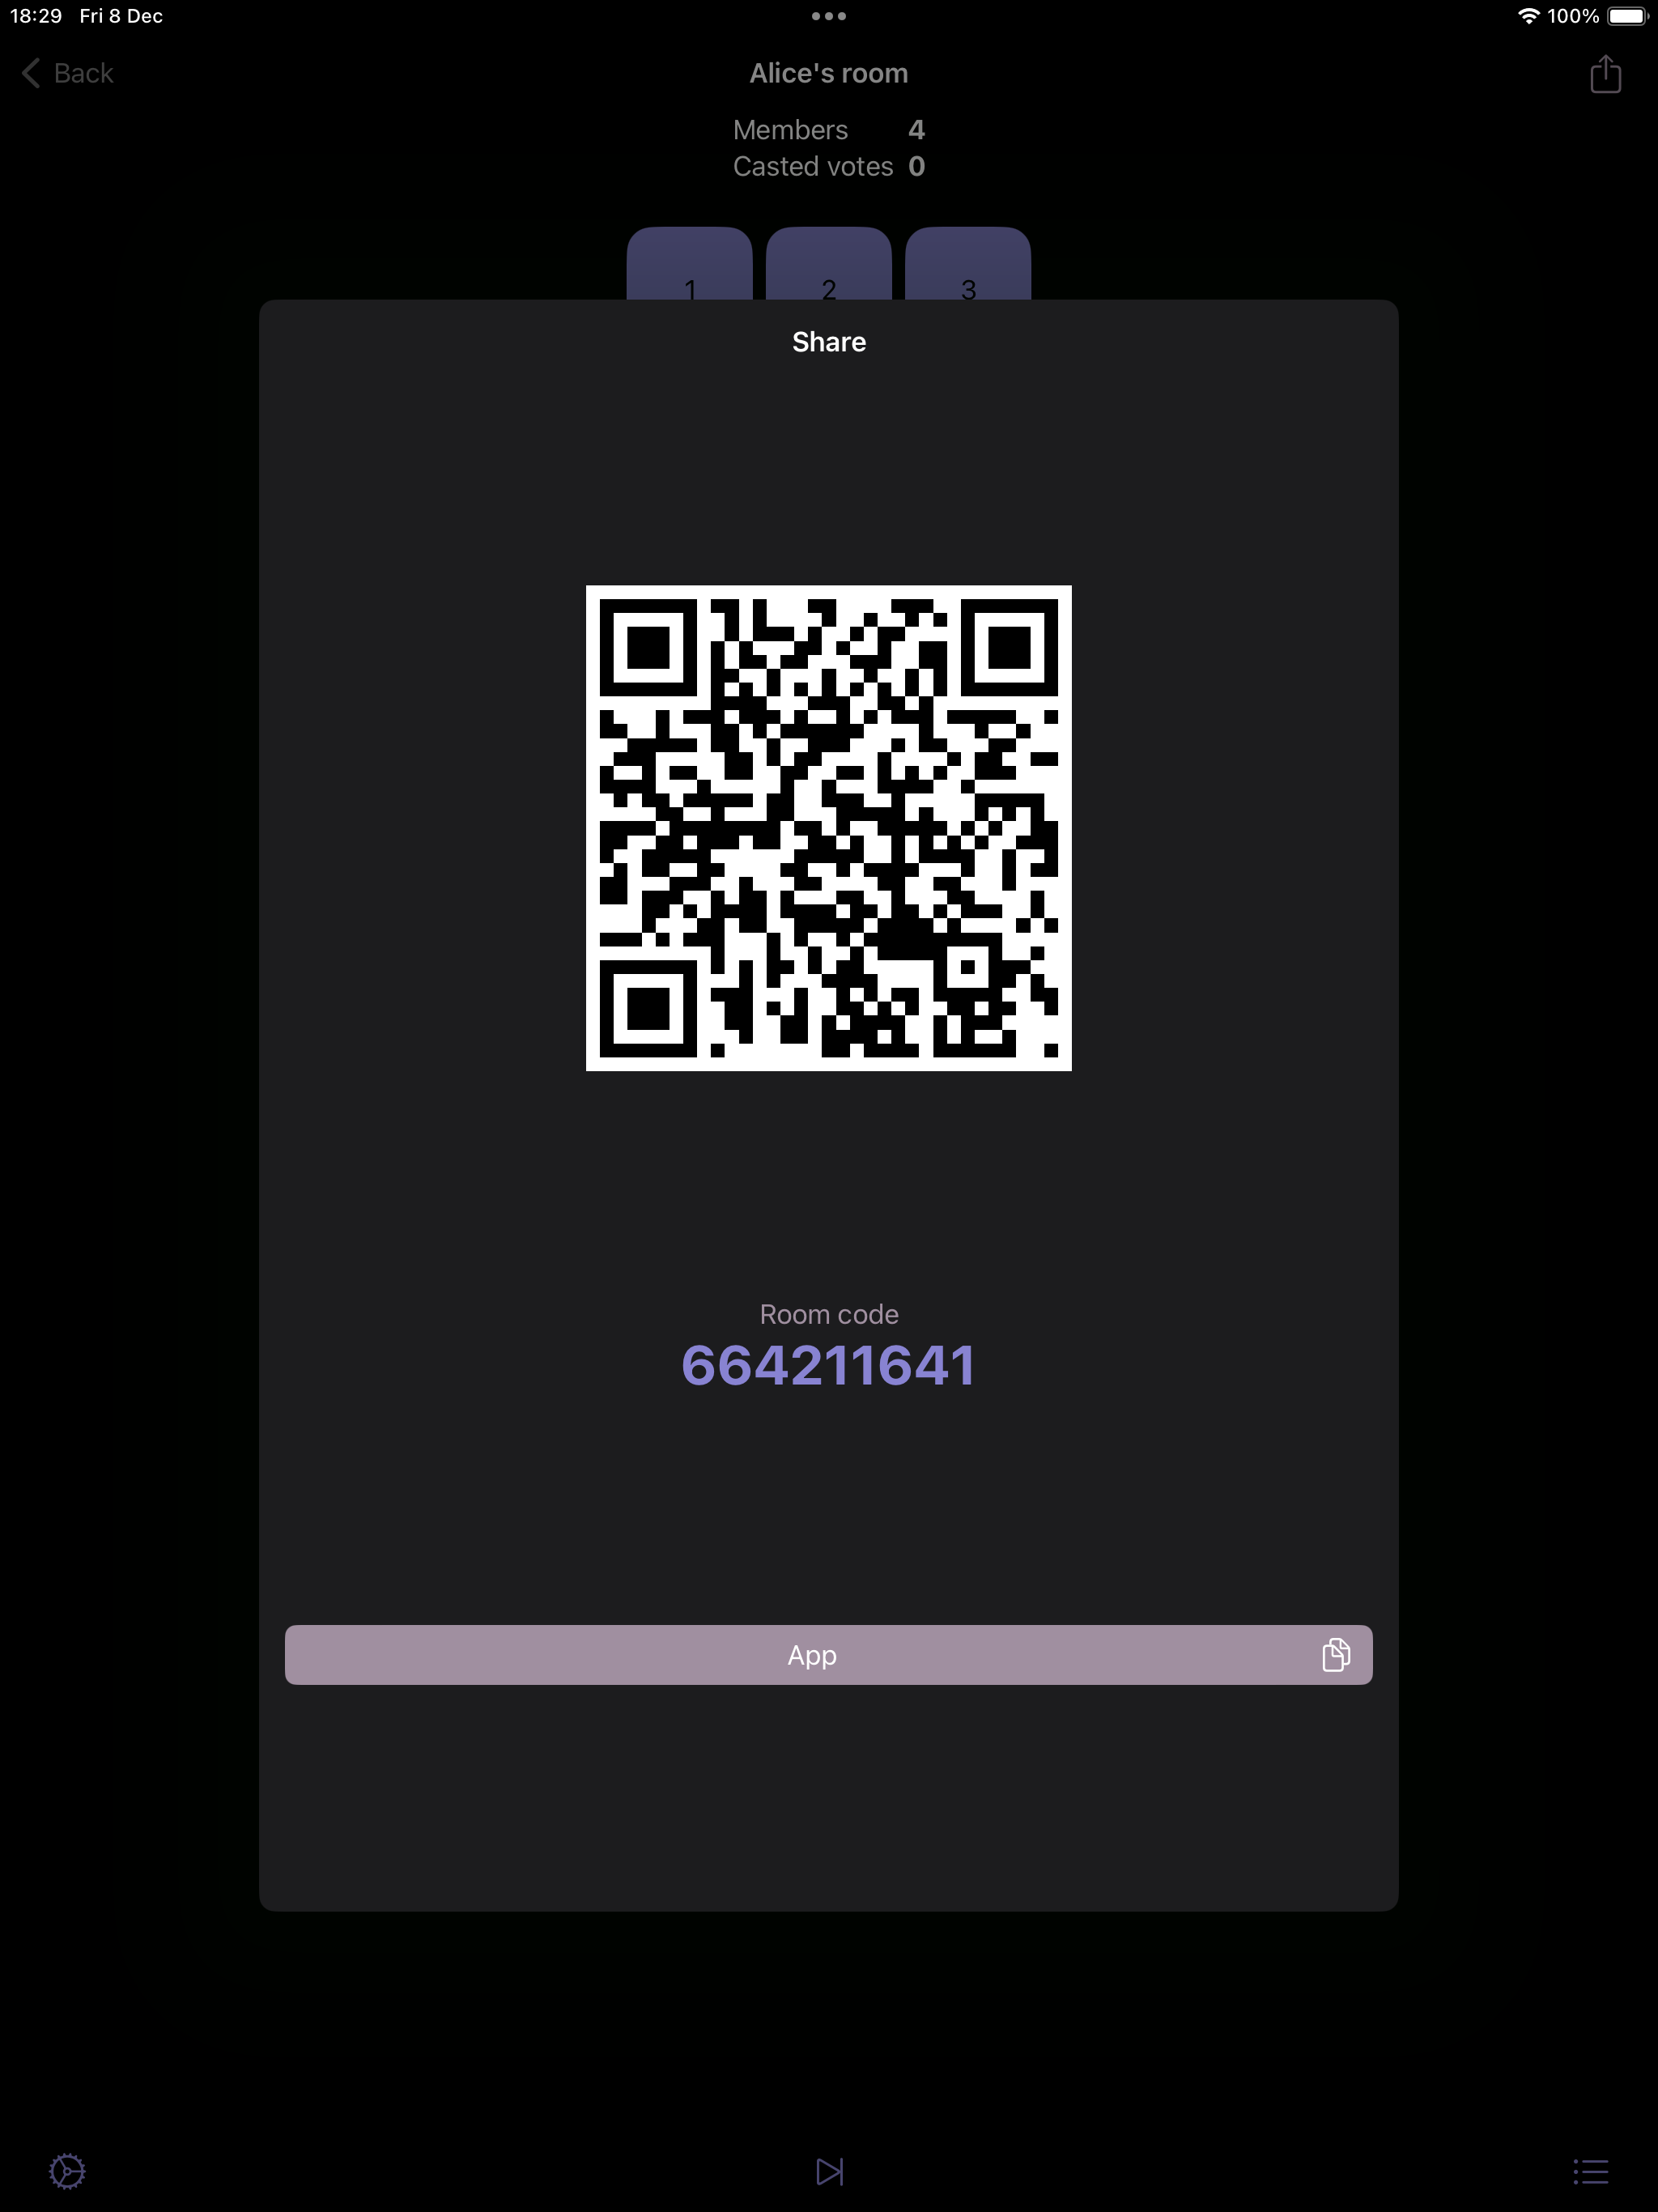 18:29 Fri 8 Dec 100%
Back Alice's room
Members 4
Casted votes 0
1 2 3
Share
Room code
664211641
App